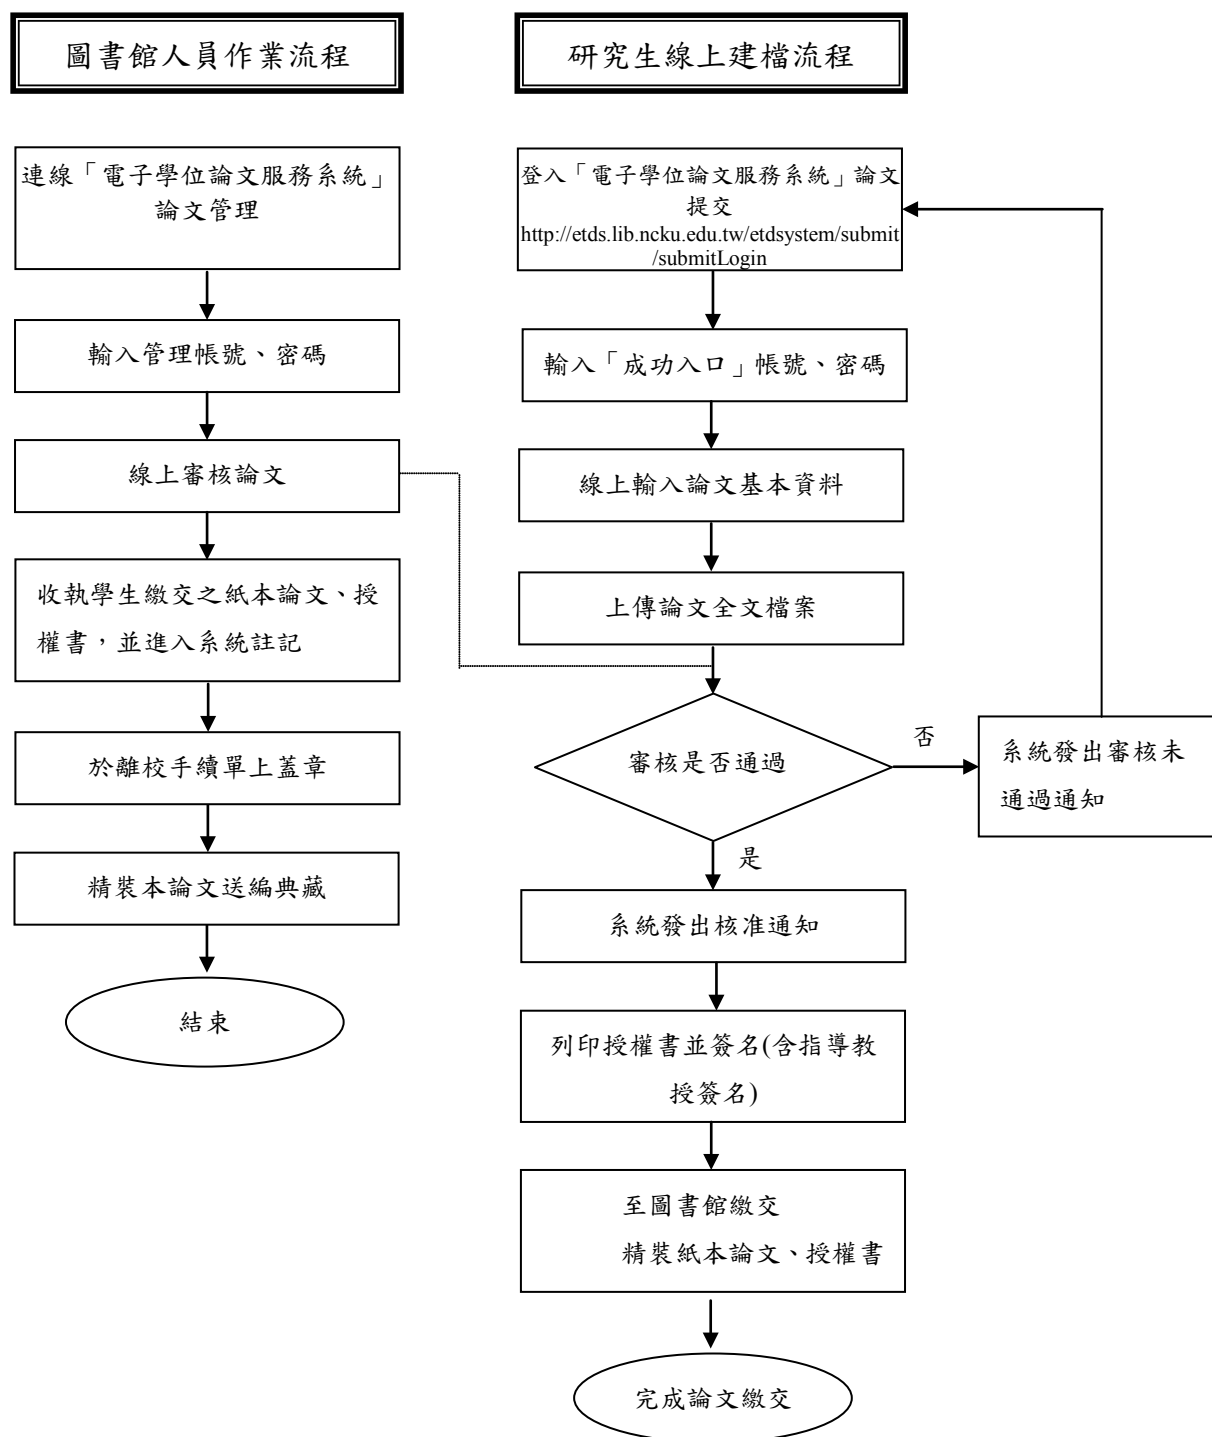 圖書館人員作業流程
連線「電子學位論文服務系統」
論文管理
輸入管理帳號、密碼
線上審核論文
收執學生繳交之紙本論文、授
權書，並進入系統註記
於離校手續單上蓋章
精裝本論文送編典藏
結束
研究生線上建檔流程
登入「電子學位論文服務系統」論文
提交
http://etds.lib.ncku.edu.tw/etdsystem/submit
/submitLogin
輸入「成功入口」帳號、密碼
線上輸入論文基本資料
上傳論文全文檔案
審核是否通過
否
系統發出審核未
通過通知
是
系統發出核准通知
列印授權書並簽名(含指導教
授簽名)
至圖書館繳交
精裝紙本論文、授權書
完成論文繳交